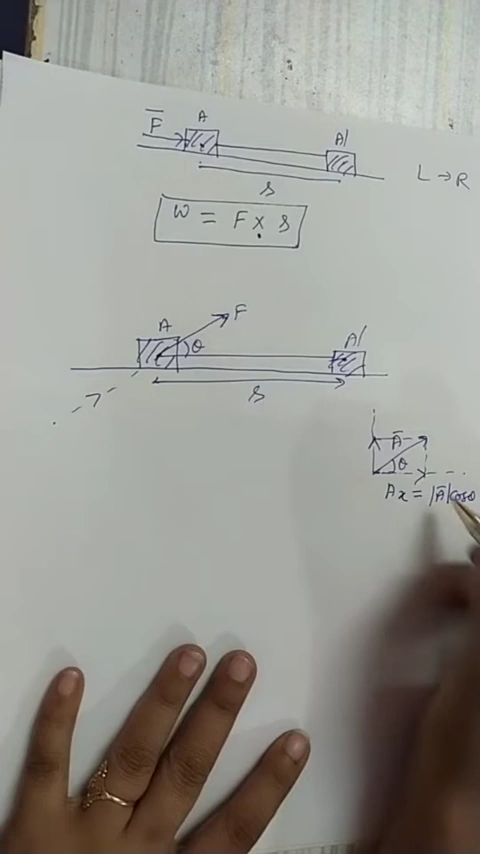 F̅ A A/
s L → R
W = F × s
A F θ A/
s
A̅
θ
Ax = |A̅|cosθ